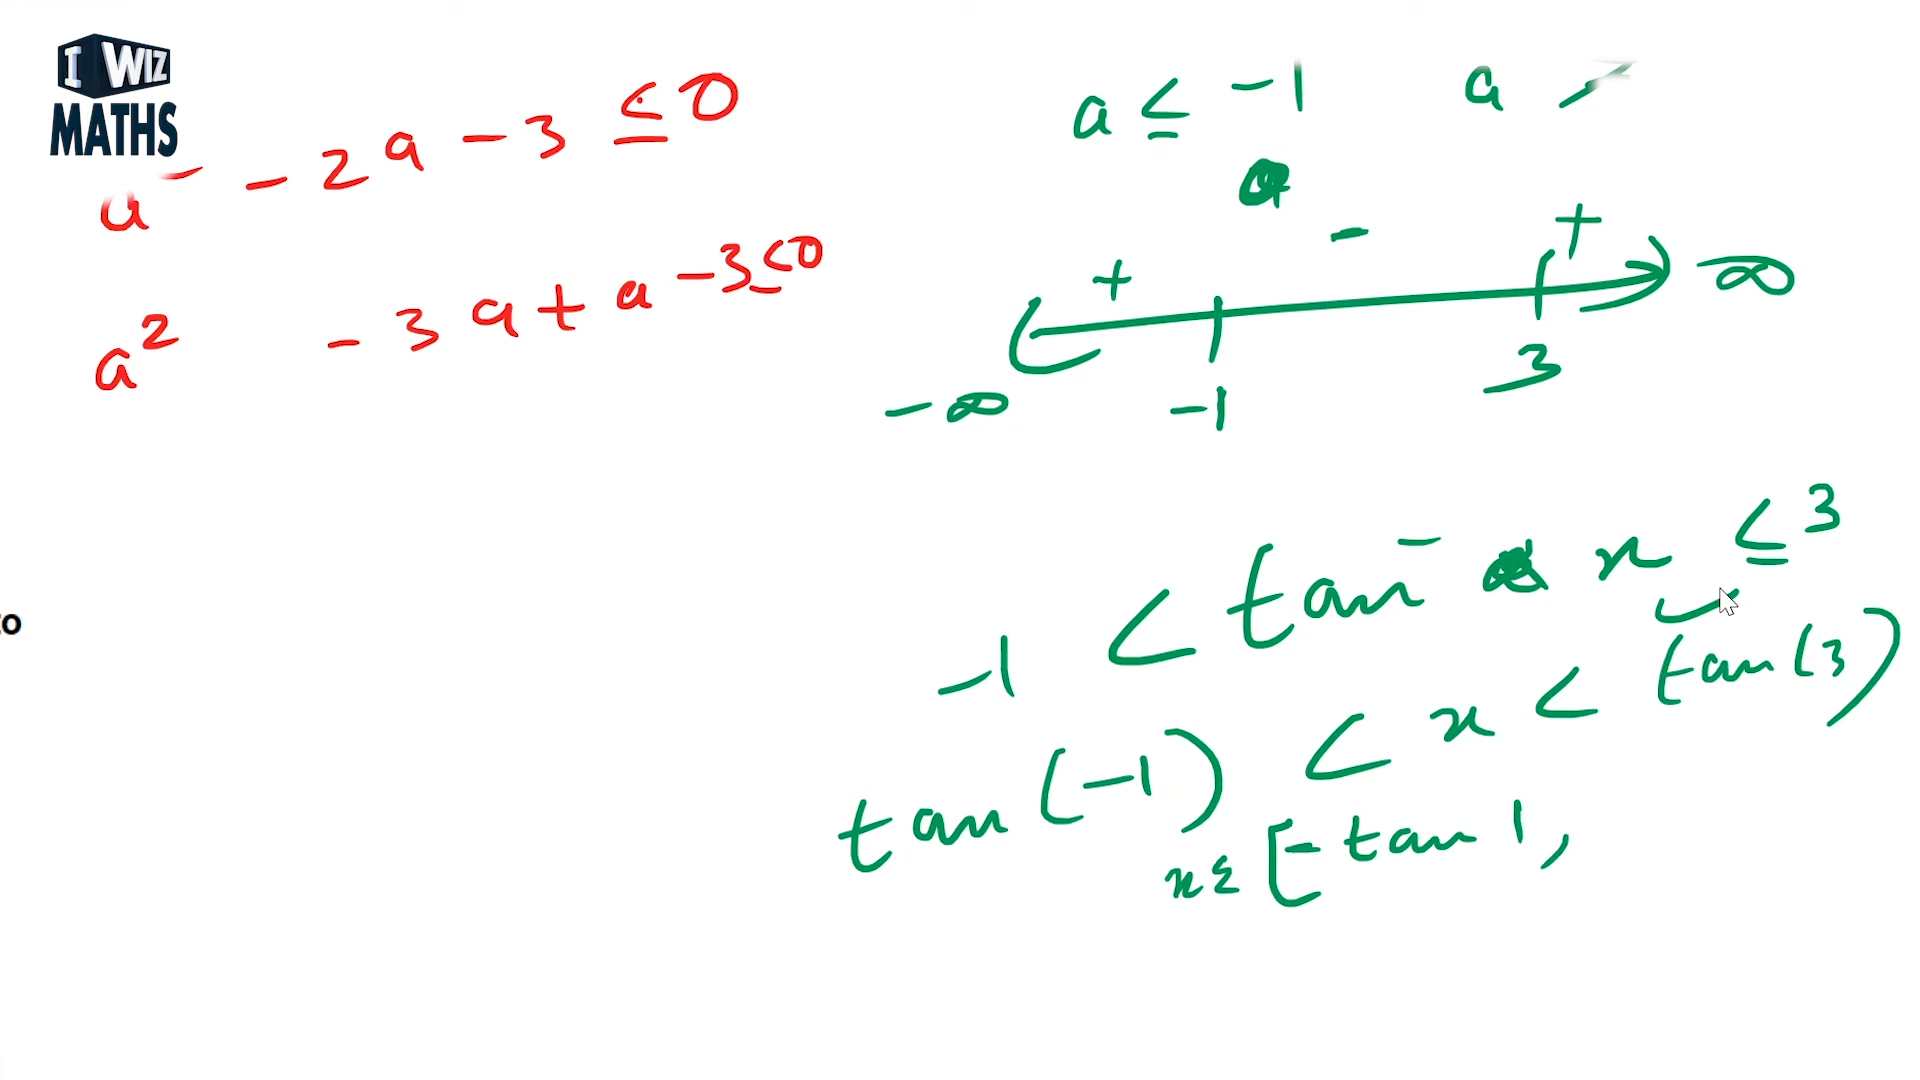 I WIZ
MATHS
a² - 2a - 3 ≤ 0
a² - 3a + a - 3 ≤ 0
a ≤ -1 a >
-
+ +
-∞ -1 3 ∞
-1 < tan⁻ x ≤ 3
tan(-1) < x < tan(3)
x ε [- tan 1,
to